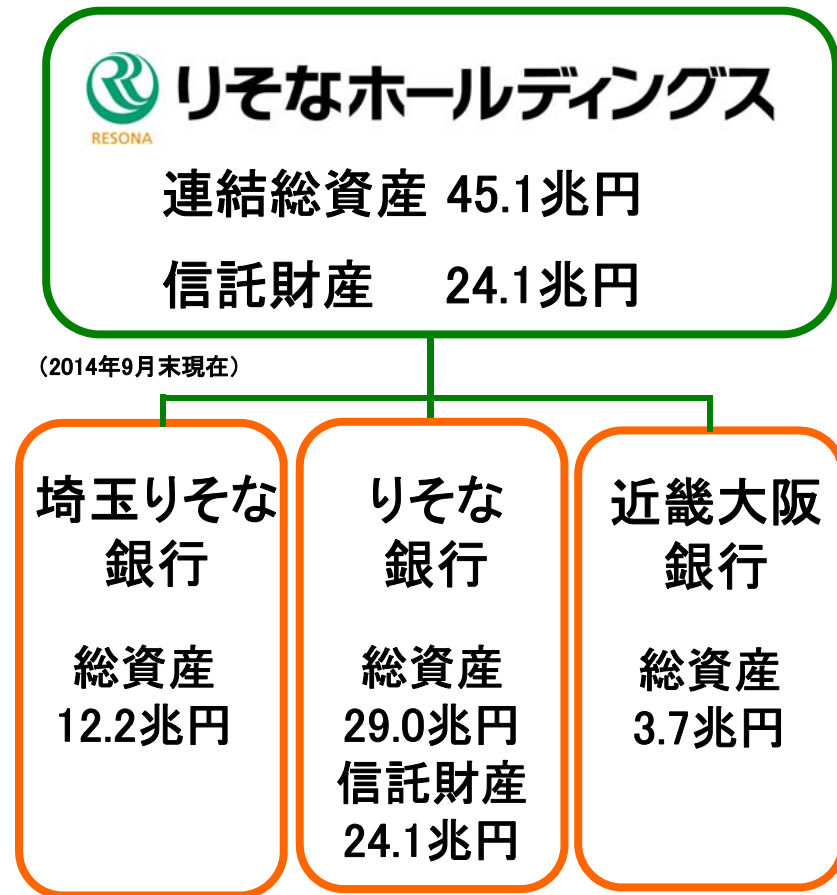 りそなホールディングス
RESONA
連結総資産 45.1兆円
信託財産 24.1兆円
（2014年9月末現在）
埼玉りそな
銀行
総資産
12.2兆円
りそな
銀行
総資産
29.0兆円
信託財産
24.1兆円
近畿大阪
銀行
総資産
3.7兆円